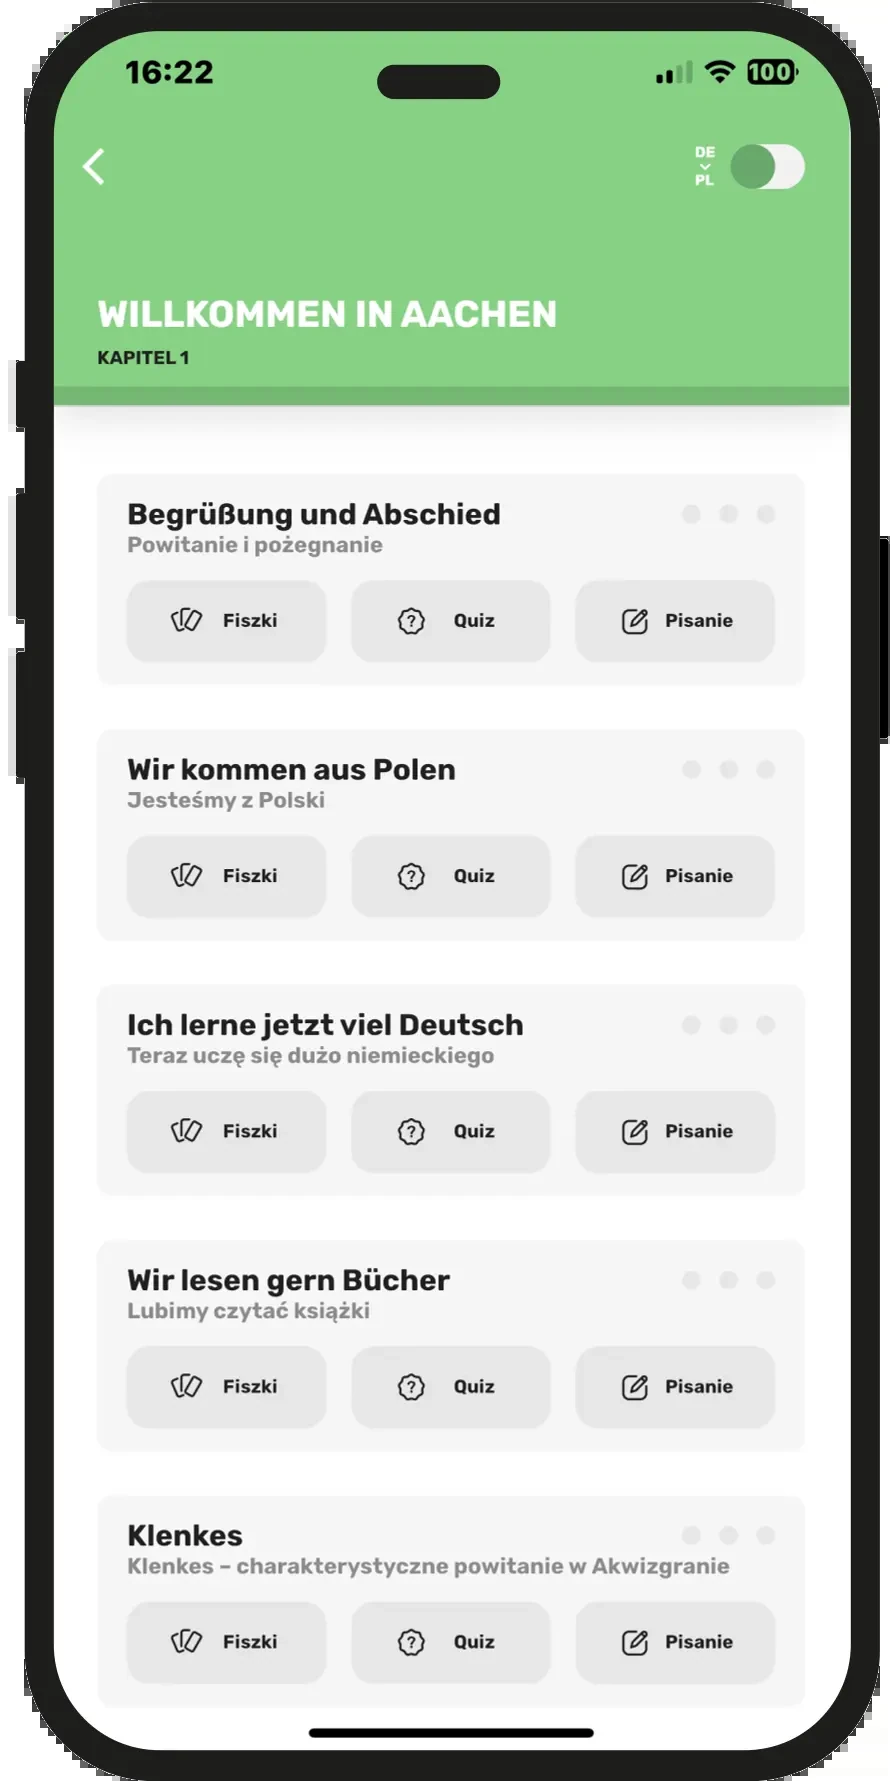 16:22
100
DE
PL
WILLKOMMEN IN AACHEN
KAPITEL 1
Begrüßung und Abschied
Powitanie i pożegnanie
Fiszki Quiz Pisanie
Wir kommen aus Polen
Jesteśmy z Polski
Fiszki Quiz Pisanie
Ich lerne jetzt viel Deutsch
Teraz uczę się dużo niemieckiego
Fiszki Quiz Pisanie
Wir lesen gern Bücher
Lubimy czytać książki
Fiszki Quiz Pisanie
Klenkes
Klenkes – charakterystyczne powitanie w Akwizgranie
Fiszki Quiz Pisanie